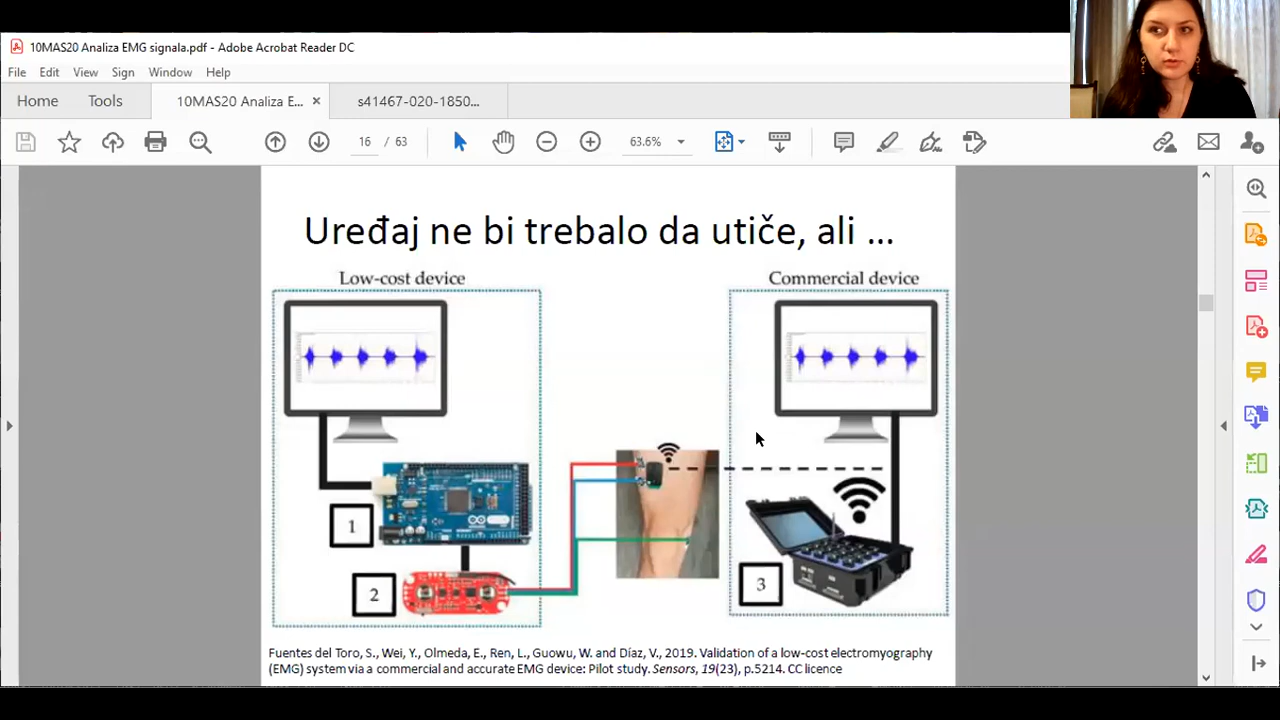 10MAS20 Analiza EMG signala.pdf - Adobe Acrobat Reader DC
File Edit View Sign Window Help
Home Tools 10MAS20 Analiza E... × s41467-020-1850...
16 / 63 63.6%
Uređaj ne bi trebalo da utiče, ali ...
Low-cost device
Commercial device
1
2
3
Fuentes del Toro, S., Wei, Y., Olmeda, E., Ren, L., Guowu, W. and Díaz, V., 2019. Validation of a low-cost electromyography
(EMG) system via a commercial and accurate EMG device: Pilot study. Sensors, 19(23), p.5214. CC licence